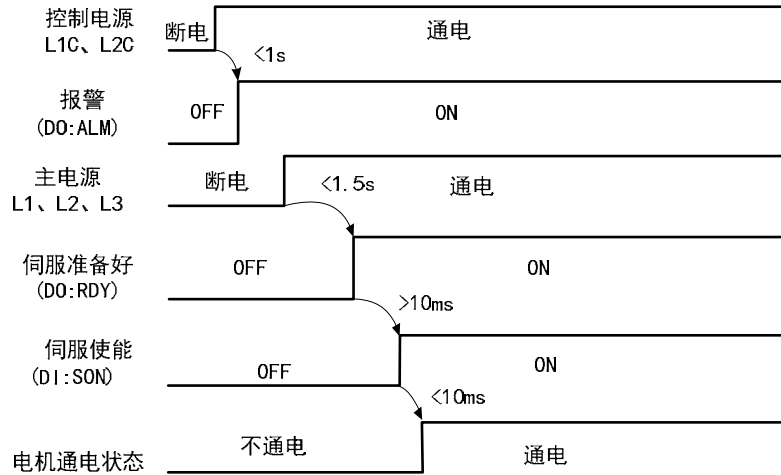 控制电源
L1C、L2C
断电
通电
<1s
报警
(DO:ALM)
OFF
ON
主电源
L1、L2、L3
断电
<1.5s
通电
伺服准备好
(DO:RDY)
OFF
ON
>10ms
伺服使能
(DI:SON)
OFF
ON
<10ms
电机通电状态
不通电
通电